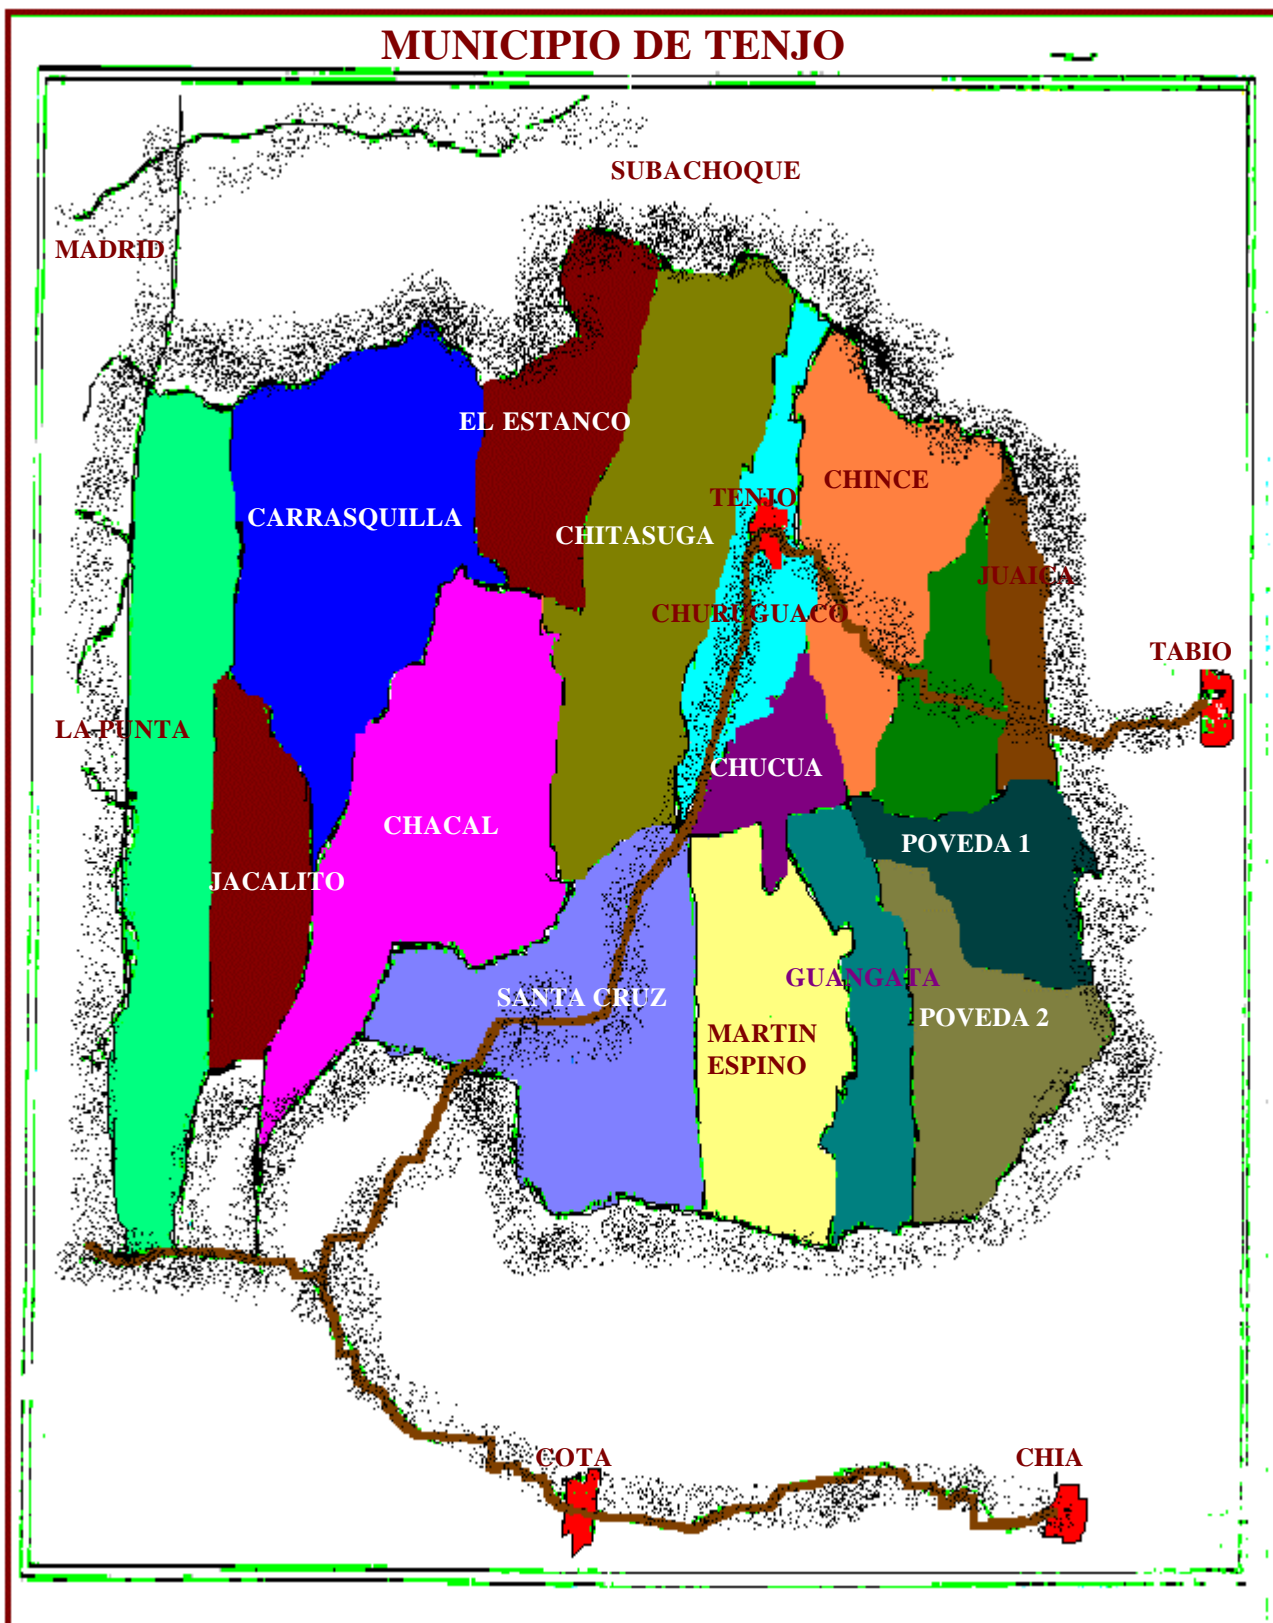 MUNICIPIO DE TENJO
SUBACHOQUE
MADRID
EL ESTANCO
CHINCE
TENJO
CARRASQUILLA
CHITASUGA
JUAICA
CHURUGUACO
TABIO
LA PUNTA
CHUCUA
CHACAL
POVEDA 1
JACALITO
GUANGATA
SANTA CRUZ
POVEDA 2
MARTIN
ESPINO
COTA
CHIA